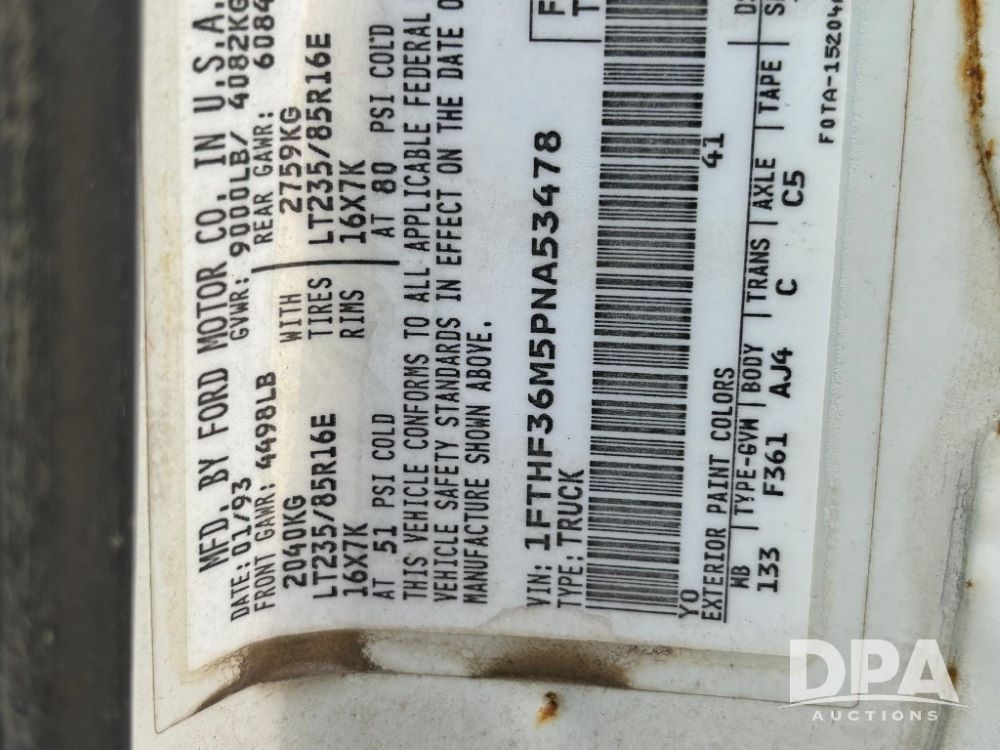 MFD. BY FORD MOTOR CO. IN U.S.A.
DATE: 01/93 GVWR: 9000LB/ 4082KG
FRONT GAWR: 4498LB REAR GAWR: 6084
2040KG WITH 2759KG
LT235/85R16E TIRES LT235/85R16E
16X7K RIMS 16X7K
AT 51 PSI COLD AT 80 PSI COLD
THIS VEHICLE CONFORMS TO ALL APPLICABLE FEDERAL
VEHICLE SAFETY STANDARDS IN EFFECT ON THE DATE O
MANUFACTURE SHOWN ABOVE.
VIN: 1FTHF36M5PNA53478 F
TYPE: TRUCK T
YO 41
EXTERIOR PAINT COLORS DS
WB TYPE-GVM BODY TRANS AXLE TAPE
133 F361 AJ4 C C5
F0TA-15204
DPA
AUCTIONS